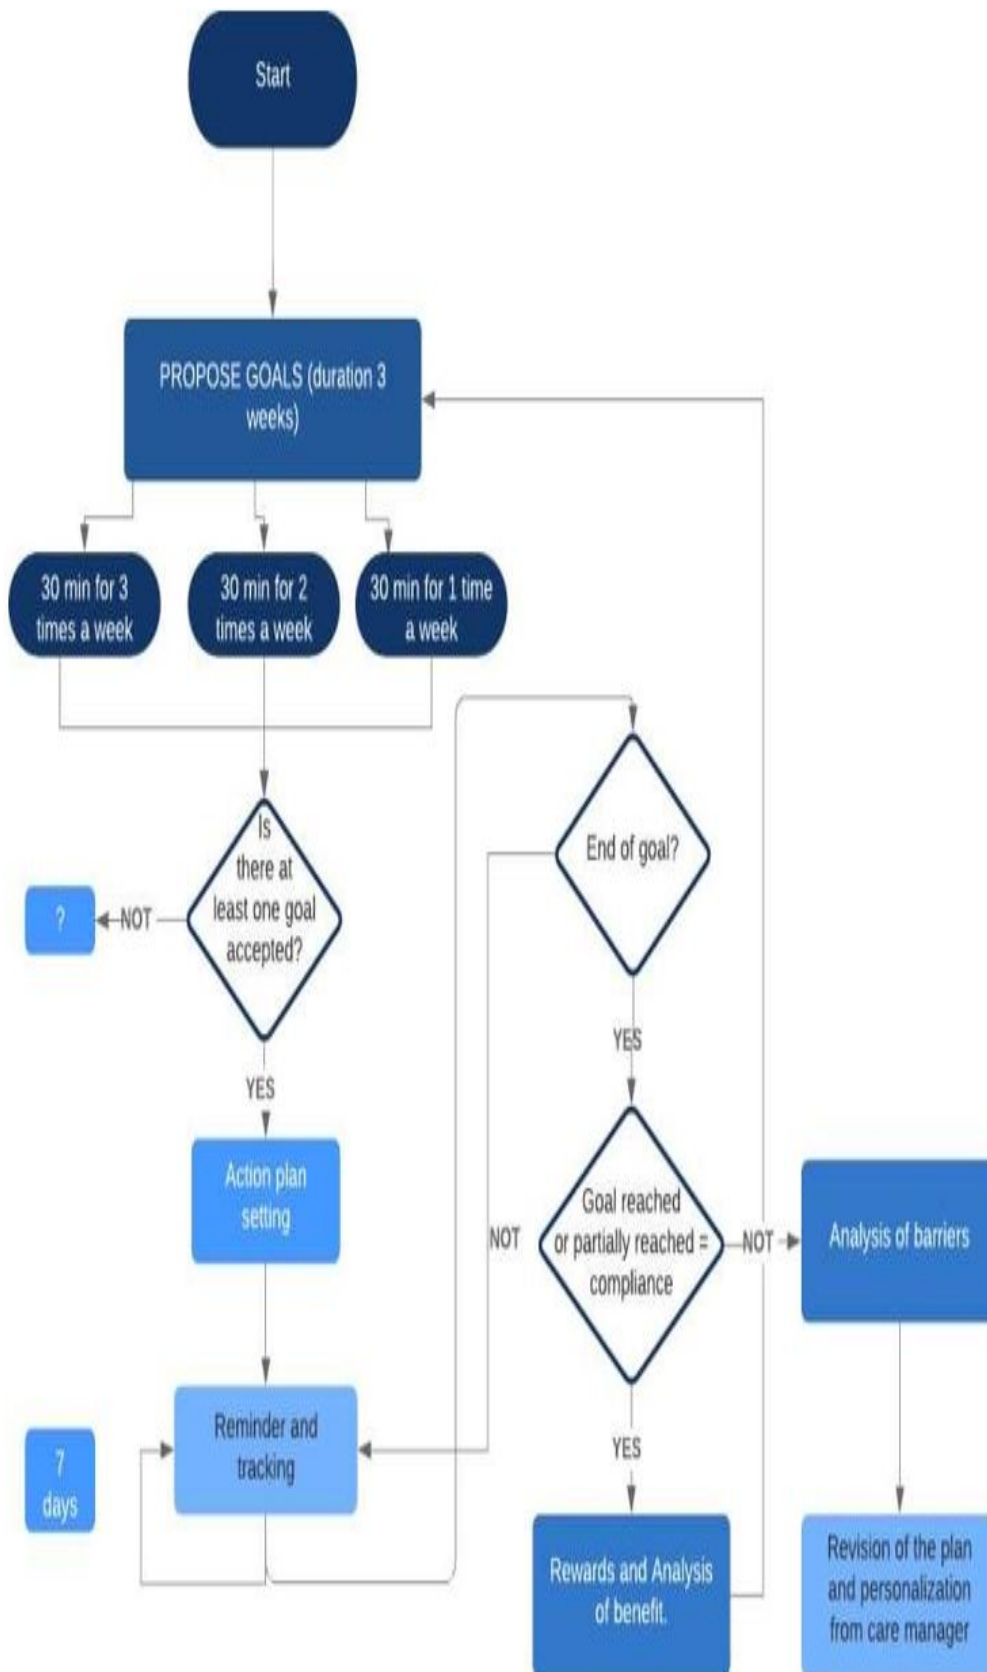 Start
PROPOSE GOALS (duration 3
weeks)
30 min for 3
times a week
30 min for 2
times a week
30 min for 1 time
a week
Is
there at
least one goal
accepted?
?
NOT
YES
Action plan
setting
Reminder and
tracking
7
days
End of goal?
NOT
YES
Goal reached
or partially reached =
compliance
NOT
YES
Analysis of barriers
Rewards and Analysis
of benefit.
Revision of the plan
and personalization
from care manager